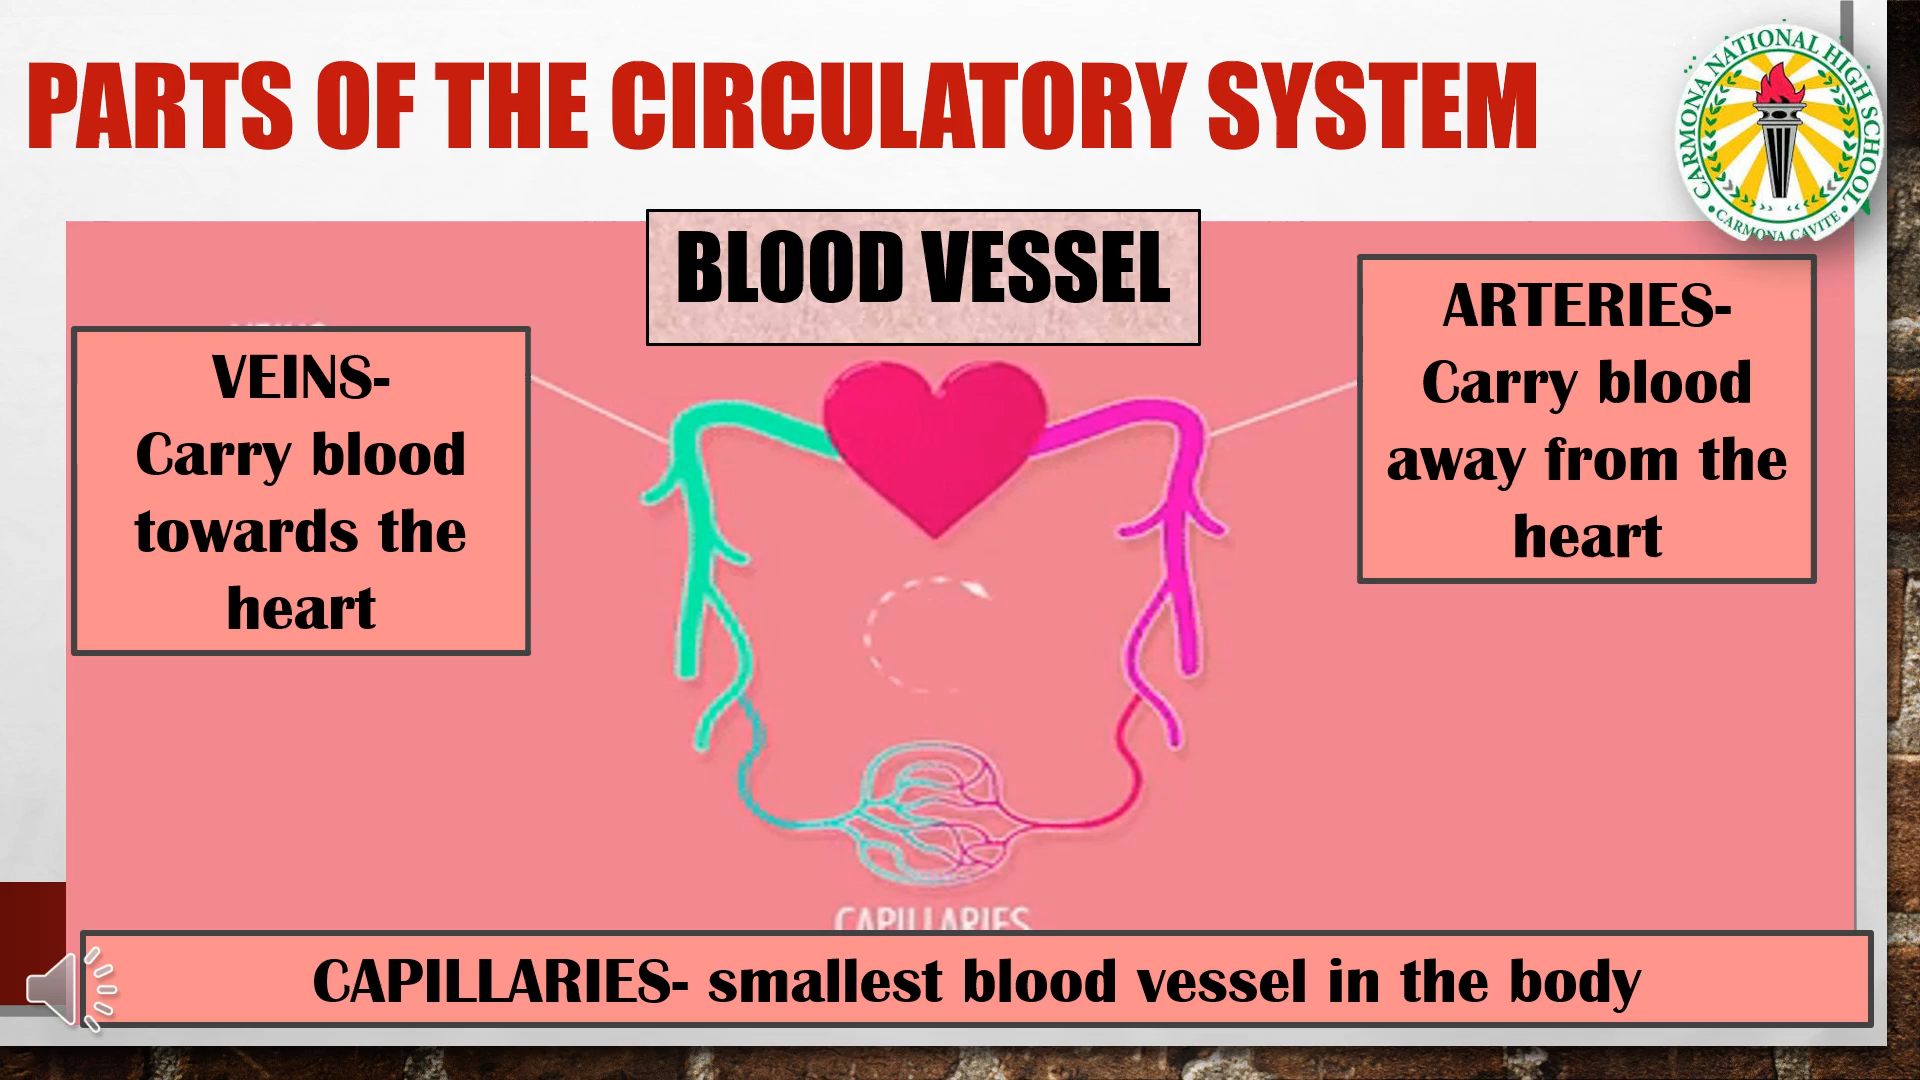 PARTS OF THE CIRCULATORY SYSTEM
CARMONA NATIONAL HIGH SCHOOL
CARMONA CAVITE
BLOOD VESSEL
VEINS-
Carry blood
towards the
heart
ARTERIES-
Carry blood
away from the
heart
CAPILLARIES
CAPILLARIES- smallest blood vessel in the body